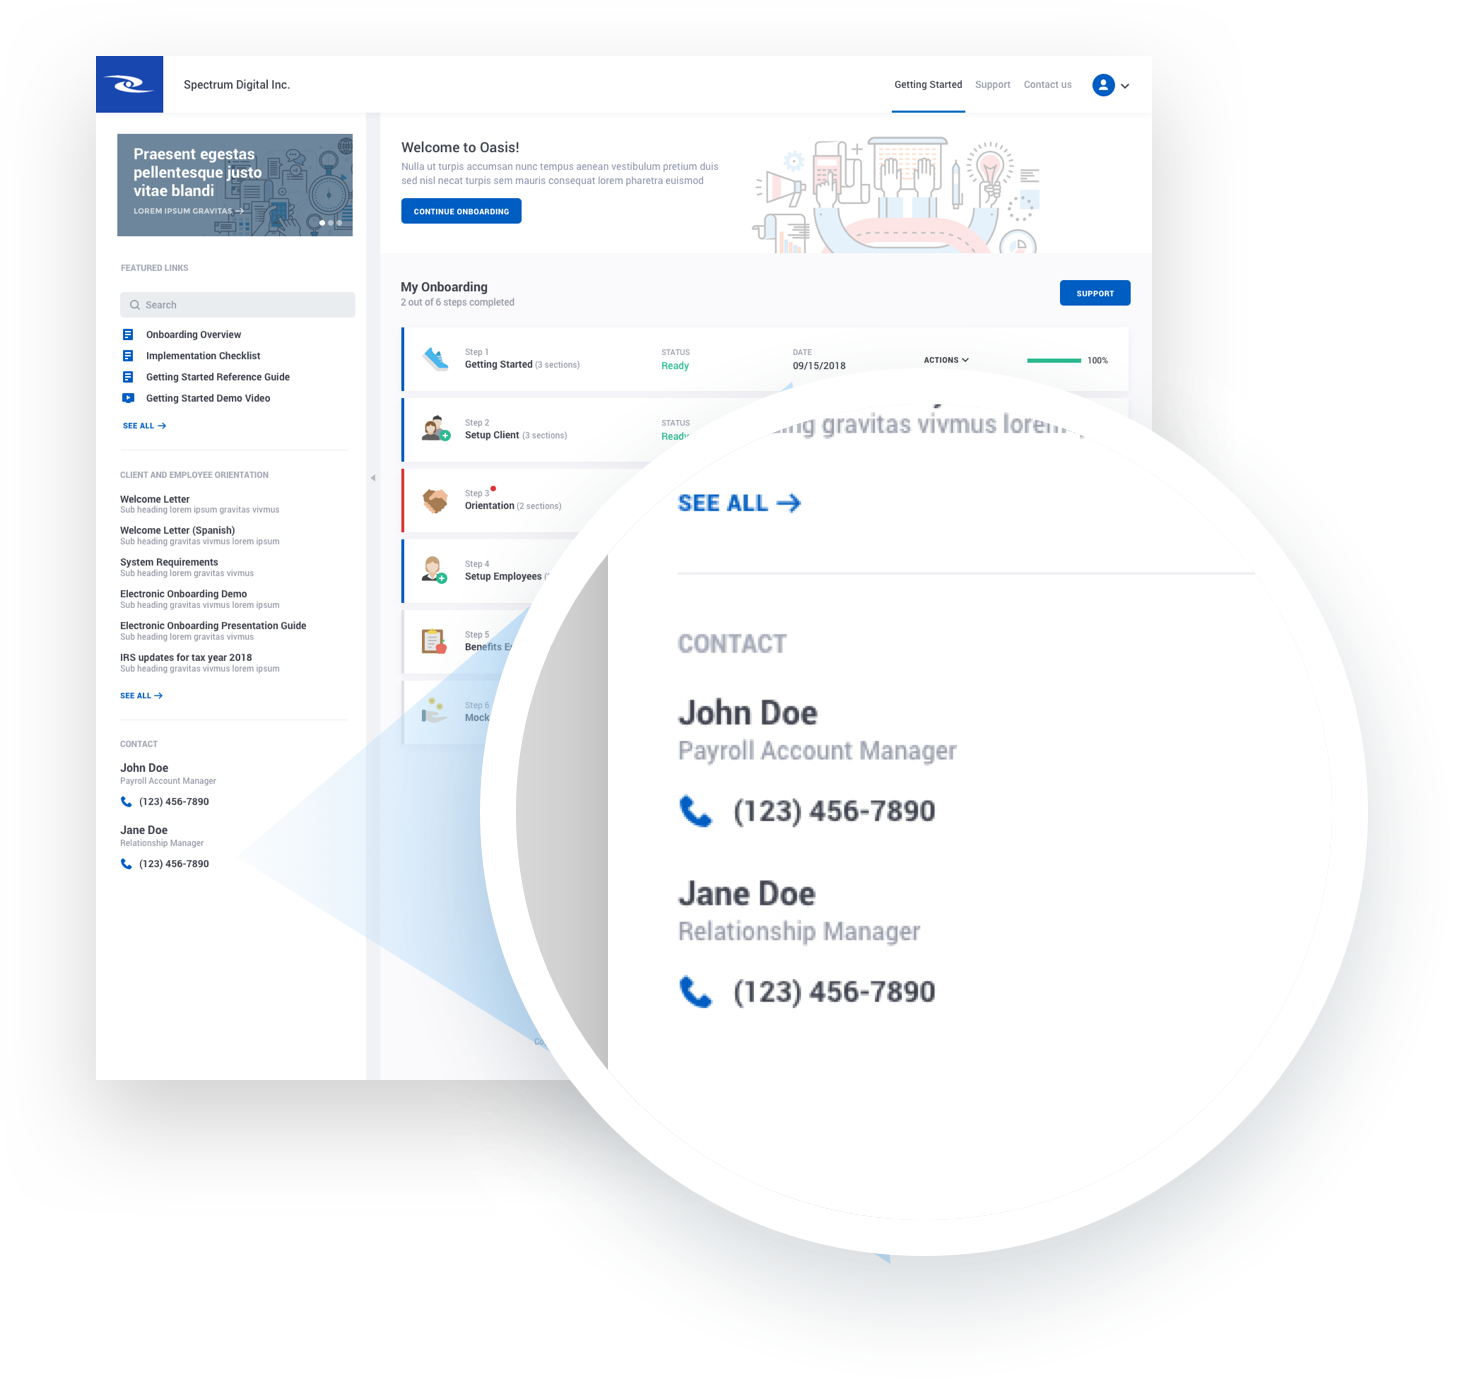 Spectrum Digital Inc.
Getting Started
Support
Contact us
Praesent egestas
pellentesque justo
vitae blandi
LOREM IPSUM GRAVITAS →
FEATURED LINKS
Search
Onboarding Overview
Implementation Checklist
Getting Started Reference Guide
Getting Started Demo Video
SEE ALL →
CLIENT AND EMPLOYEE ORIENTATION
Welcome Letter
Sub heading lorem ipsum gravitas vivmus
Welcome Letter (Spanish)
Sub heading gravitas vivmus lorem ipsum
System Requirements
Sub heading lorem gravitas vivmus
Electronic Onboarding Demo
Sub heading gravitas vivmus lorem ipsum
Electronic Onboarding Presentation Guide
Sub heading lorem gravitas vivmus
IRS updates for tax year 2018
Sub heading gravitas vivmus lorem ipsum
SEE ALL →
CONTACT
John Doe
Payroll Account Manager
(123) 456-7890
Jane Doe
Relationship Manager
(123) 456-7890
Welcome to Oasis!
Nulla ut turpis accumsan nunc tempus aenean vestibulum pretium duis
sed nisl necat turpis sem mauris consequat lorem pharetra euismod
CONTINUE ONBOARDING
My Onboarding
2 out of 6 steps completed
SUPPORT
Step 1
Getting Started (3 sections)
STATUS
Ready
DATE
09/15/2018
ACTIONS
100%
Step 2
Setup Client (3 sections)
STATUS
Ready
Step 3
Orientation (2 sections)
Step 4
Setup Employees
Step 5
Benefits
Step 6
Mock
gravitas vivmus lorem
SEE ALL →
CONTACT
John Doe
Payroll Account Manager
(123) 456-7890
Jane Doe
Relationship Manager
(123) 456-7890